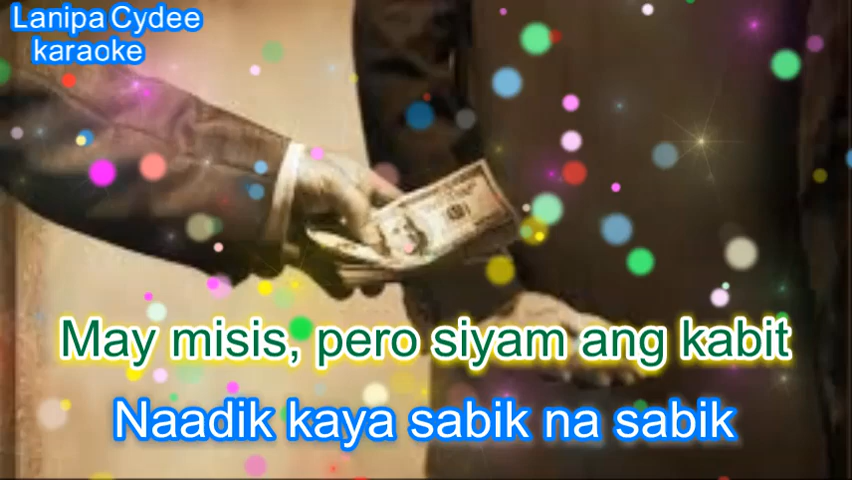 Lanipa Cydee
karaoke
May misis, pero siyam ang kabit
Naadik kaya sabik na sabik